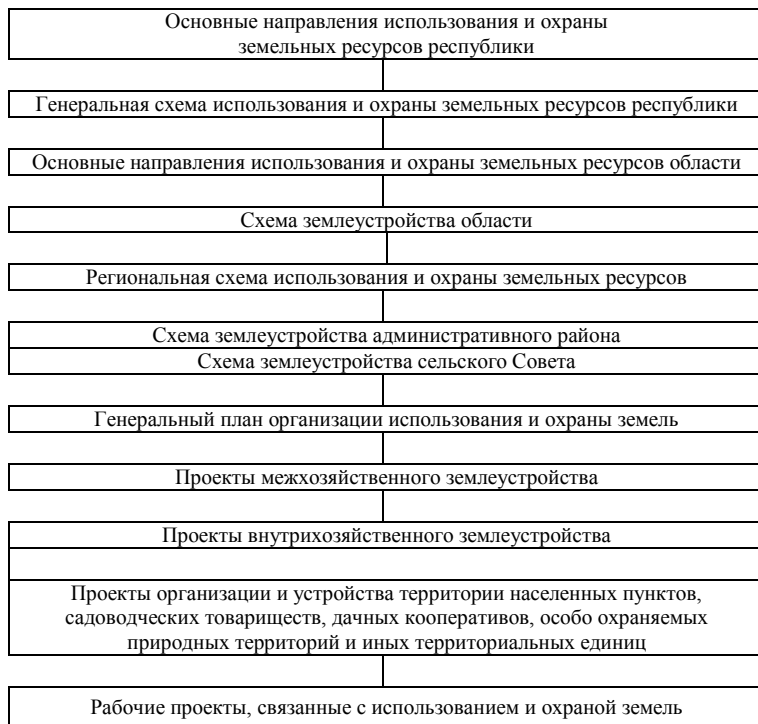 Основные направления использования и охраны
земельных ресурсов республики
Генеральная схема использования и охраны земельных ресурсов республики
Основные направления использования и охраны земельных ресурсов области
Схема землеустройства области
Региональная схема использования и охраны земельных ресурсов
Схема землеустройства административного района
Схема землеустройства сельского Совета
Генеральный план организации использования и охраны земель
Проекты межхозяйственного землеустройства
Проекты внутрихозяйственного землеустройства
Проекты организации и устройства территории населенных пунктов,
садоводческих товариществ, дачных кооперативов, особо охраняемых
природных территорий и иных территориальных единиц
Рабочие проекты, связанные с использованием и охраной земель